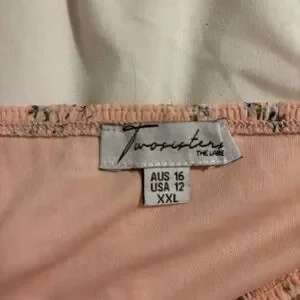 Twosisters
THE LABEL
AUS 16
USA 12
XXL